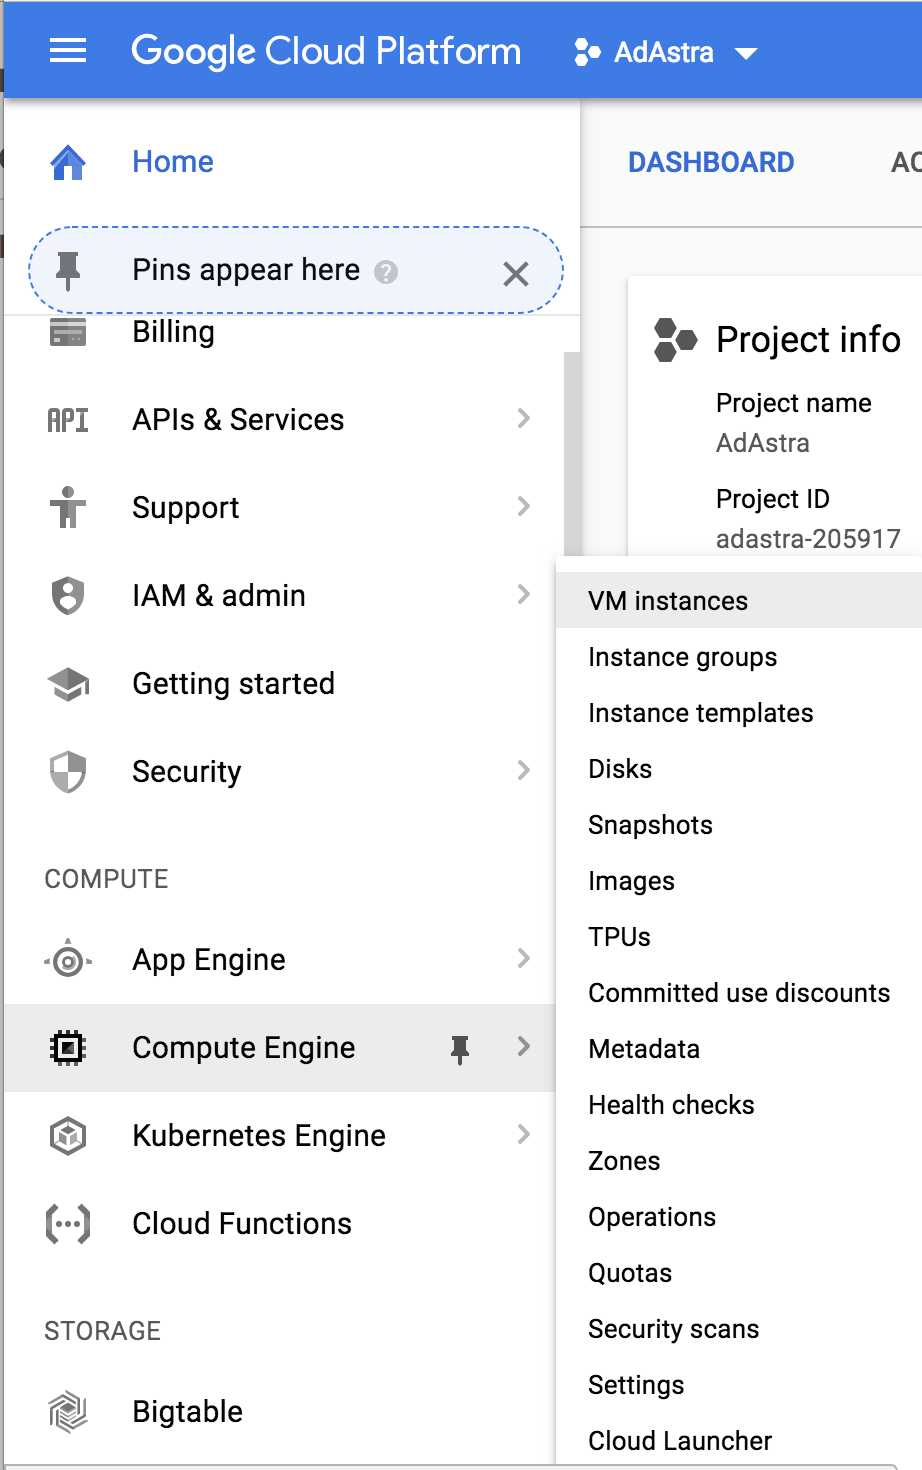 Google Cloud Platform AdAstra
Home
Pins appear here ?
Billing
API APIs & Services
Support
IAM & admin
Getting started
Security
COMPUTE
App Engine
Compute Engine
Kubernetes Engine
Cloud Functions
STORAGE
Bigtable
DASHBOARD
Project info
Project name
AdAstra
Project ID
adastra-205917
VM instances
Instance groups
Instance templates
Disks
Snapshots
Images
TPUs
Committed use discounts
Metadata
Health checks
Zones
Operations
Quotas
Security scans
Settings
Cloud Launcher